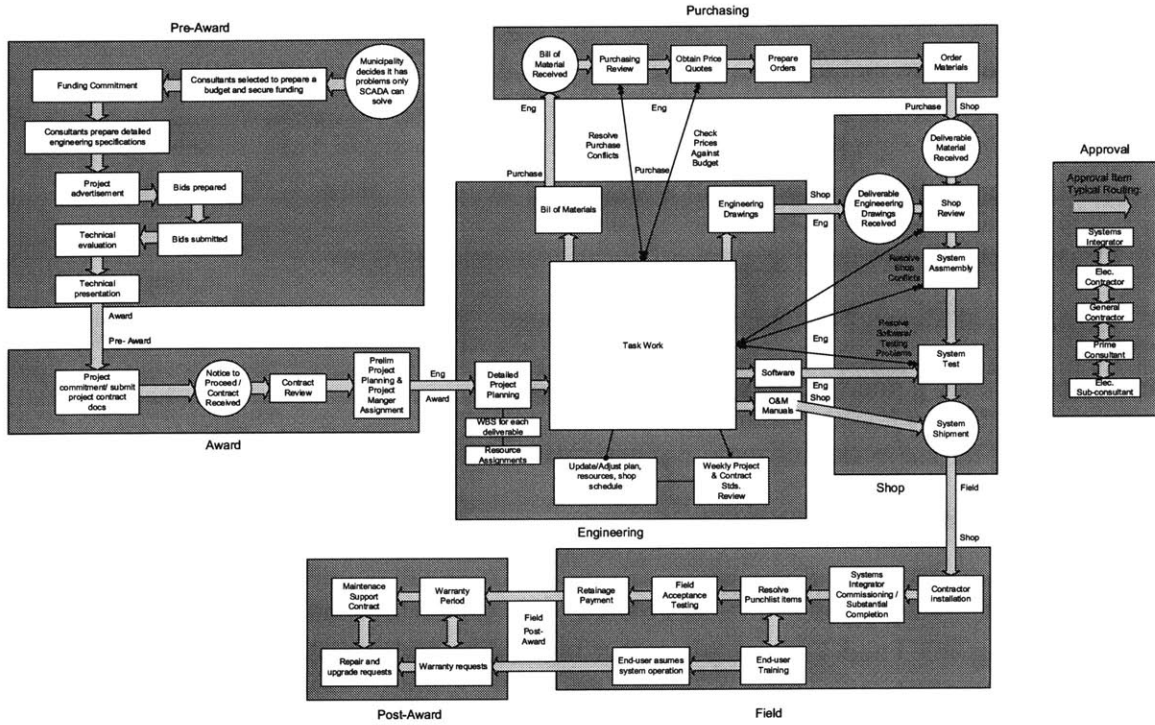 Pre-Award
Municipality
decides it has
problems only
SCADA can
solve
Consultants selected to prepare a
budget and secure funding
Funding Commitment
Consultants prepare detailed
engineering specifications
Project
advertisement
Bids prepared
Technical
evaluation
Bids submitted
Technical
presentation
Award
Pre- Award
Project
commitment/ submit
project contract
docs
Notice to
Proceed /
Contract
Received
Contract
Review
Prelim
Project
Planning &
Project
Manger
Assignment
Award
Eng
Award
Purchasing
Bill of
Material
Received
Purchasing
Review
Obtain Price
Quotes
Prepare
Orders
Order
Materials
Eng
Purchase
Eng
Purchase
Resolve
Purchase
Conflicts
Check
Prices
Against
Budget
Purchase
Shop
Detailed
Project
Planning
WBS for each
deliverable
Resource
Assignments
Bill of Materials
Engineering
Drawings
Task Work
Software
O&M
Manuals
Update/Adjust plan,
resources, shop
schedule
Weekly Project
& Contract
Stds.
Review
Engineering
Shop
Eng
Eng
Eng
Shop
Deliverable
Material
Received
Deliverable
Engineeering
Drawings
Received
Shop
Review
Resolve
Shop
Conflicts
System
Assmembly
Resolve
Software/
Testing
Problems
System
Test
System
Shipment
Shop
Field
Shop
Approval
Approval Item
Typical Routing:
Systems
Integrator
Elec.
Contractor
General
Contractor
Prime
Consultant
Elec.
Sub-consultant
Contractor
installation
Systems
Integrator
Commissioning /
Substantial
Completion
Resolve
Punchlist items
Field
Acceptance
Testing
Retainage
Payment
End-user
Training
End-user asumes
system operation
Field
Field
Post-
Award
Warranty
Period
Maintenace
Support
Contract
Warranty requests
Repair and
upgrade requests
Post-Award